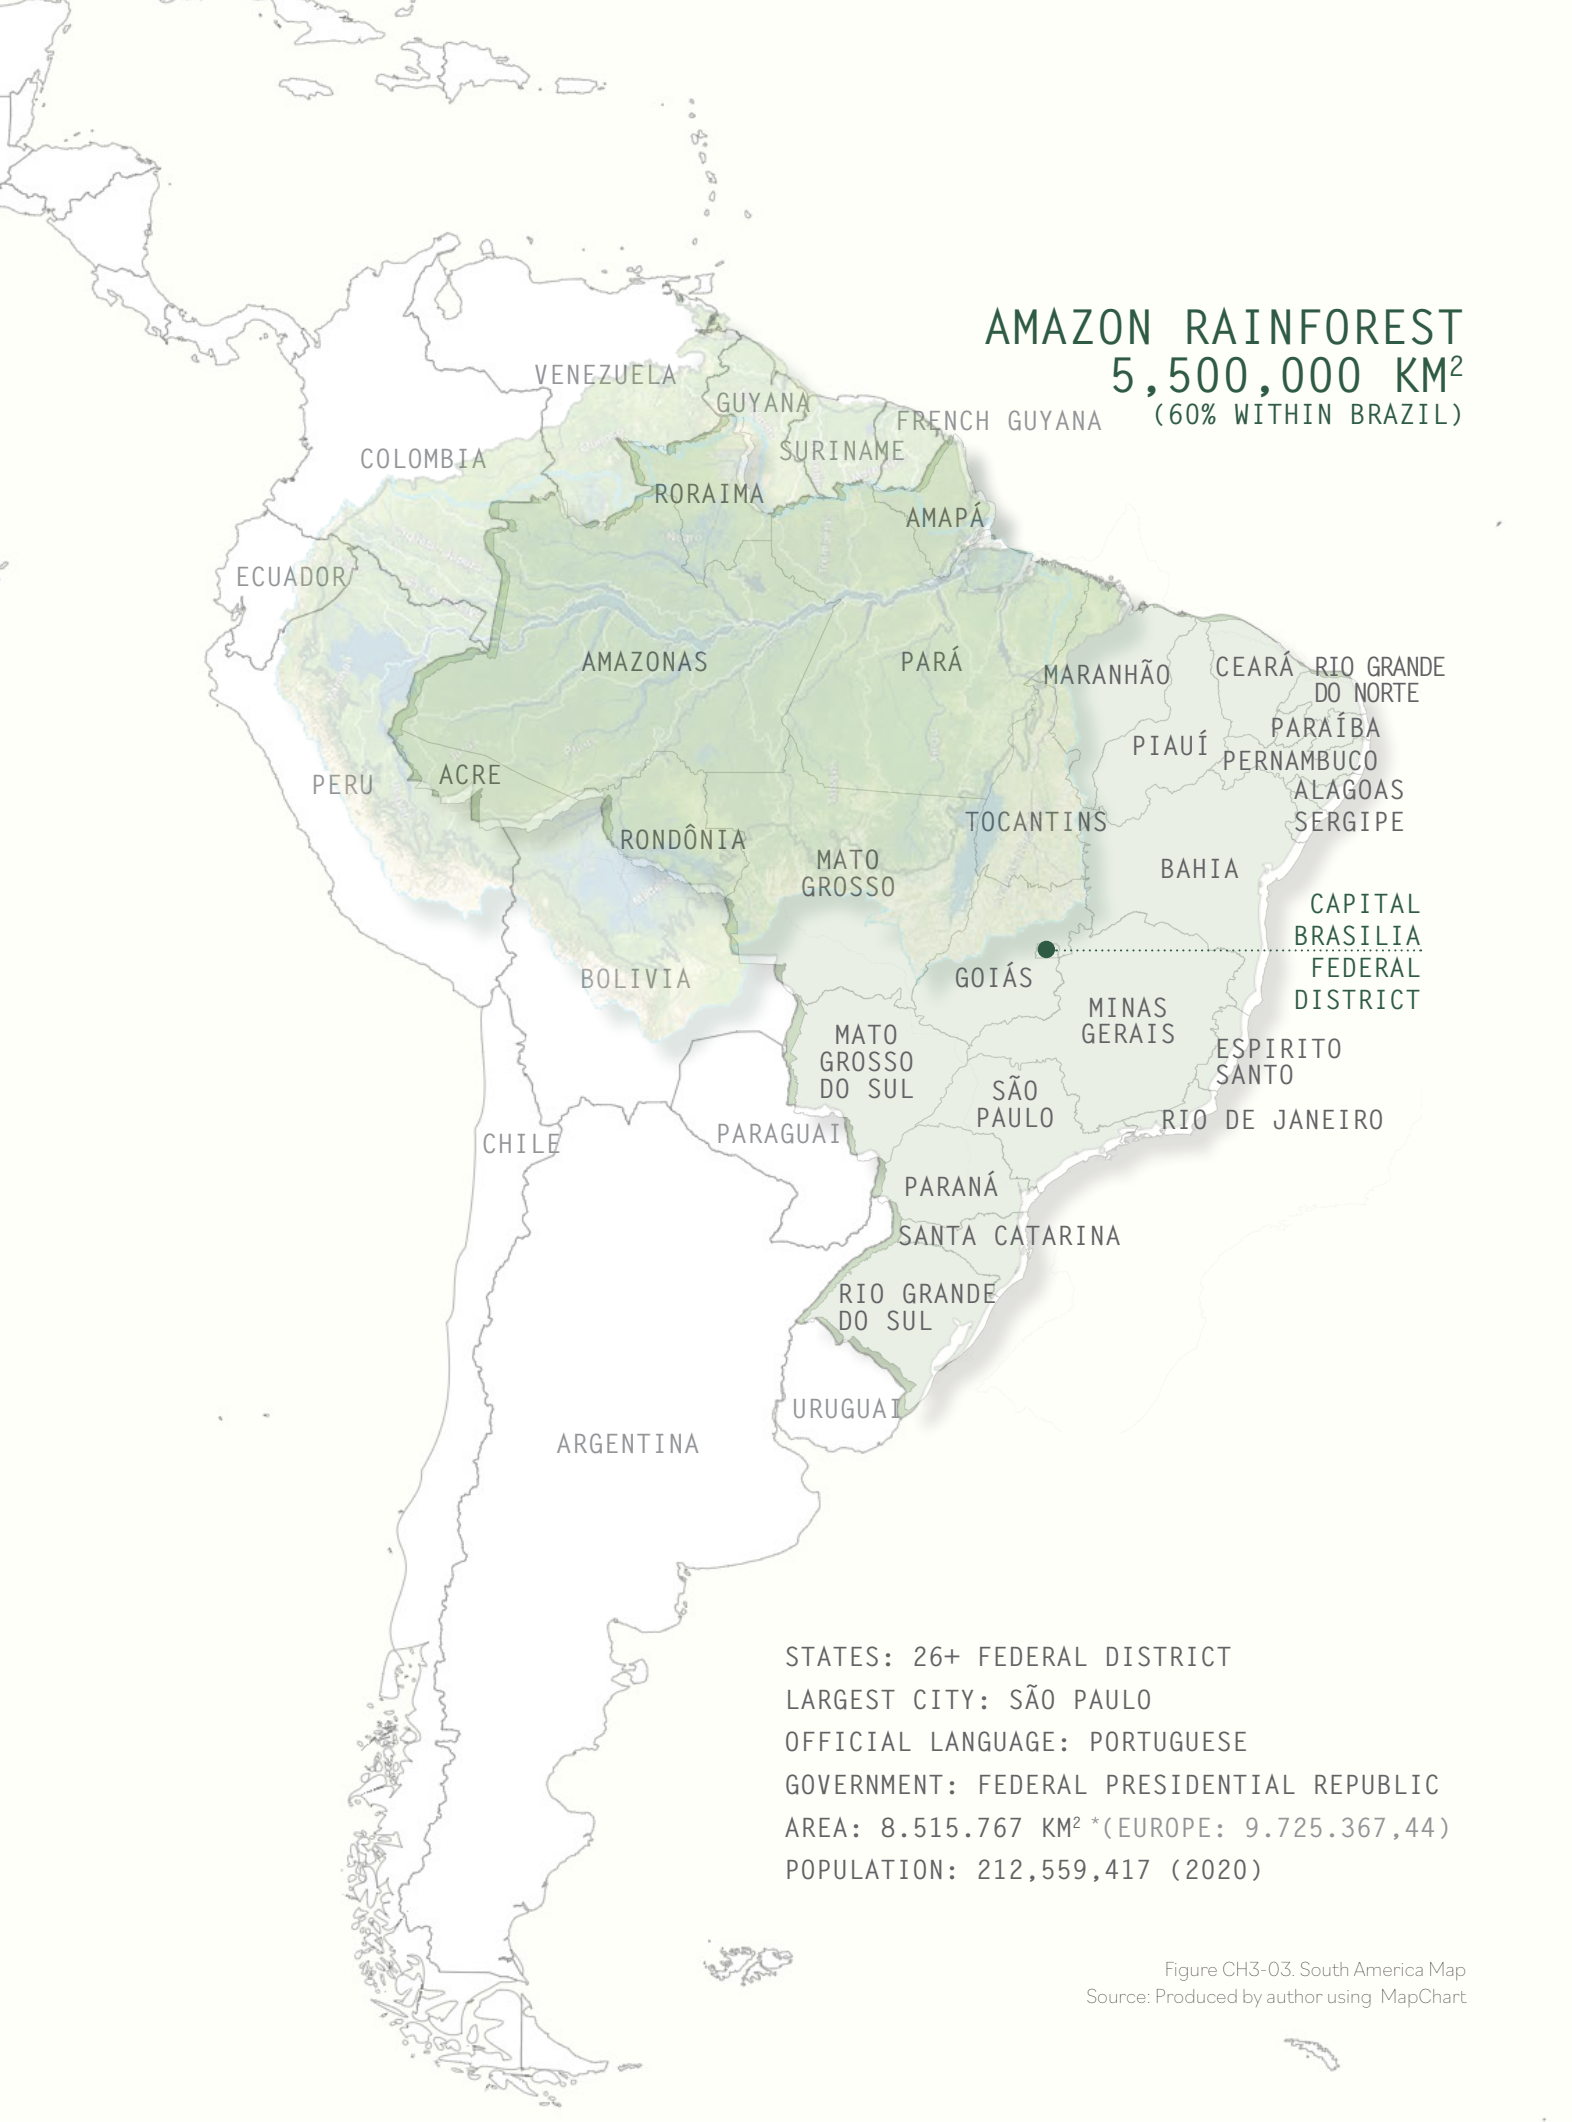 AMAZON RAINFOREST
5,500,000 KM²
(60% WITHIN BRAZIL)
VENEZUELA
GUYANA
FRENCH GUYANA
SURINAME
COLOMBIA
RORAIMA
AMAPÁ
ECUADOR
AMAZONAS
PARÁ
MARANHÃO
CEARÁ
RIO GRANDE
DO NORTE
PARAÍBA
PIAUÍ
PERNAMBUCO
PERU
ACRE
ALAGOAS
TOCANTINS
SERGIPE
RONDÔNIA
MATO
GROSSO
BAHIA
CAPITAL
BRASILIA
FEDERAL
DISTRICT
GOIÁS
BOLIVIA
MINAS
GERAIS
MATO
GROSSO
DO SUL
ESPIRITO
SANTO
SÃO
PAULO
RIO DE JANEIRO
PARAGUAI
CHILE
PARANÁ
SANTA CATARINA
RIO GRANDE
DO SUL
URUGUAI
ARGENTINA
STATES: 26+ FEDERAL DISTRICT
LARGEST CITY: SÃO PAULO
OFFICIAL LANGUAGE: PORTUGUESE
GOVERNMENT: FEDERAL PRESIDENTIAL REPUBLIC
AREA: 8.515.767 KM² *(EUROPE: 9.725.367,44)
POPULATION: 212,559,417 (2020)
Figure CH3-03. South America Map
Source: Produced by author using MapChart